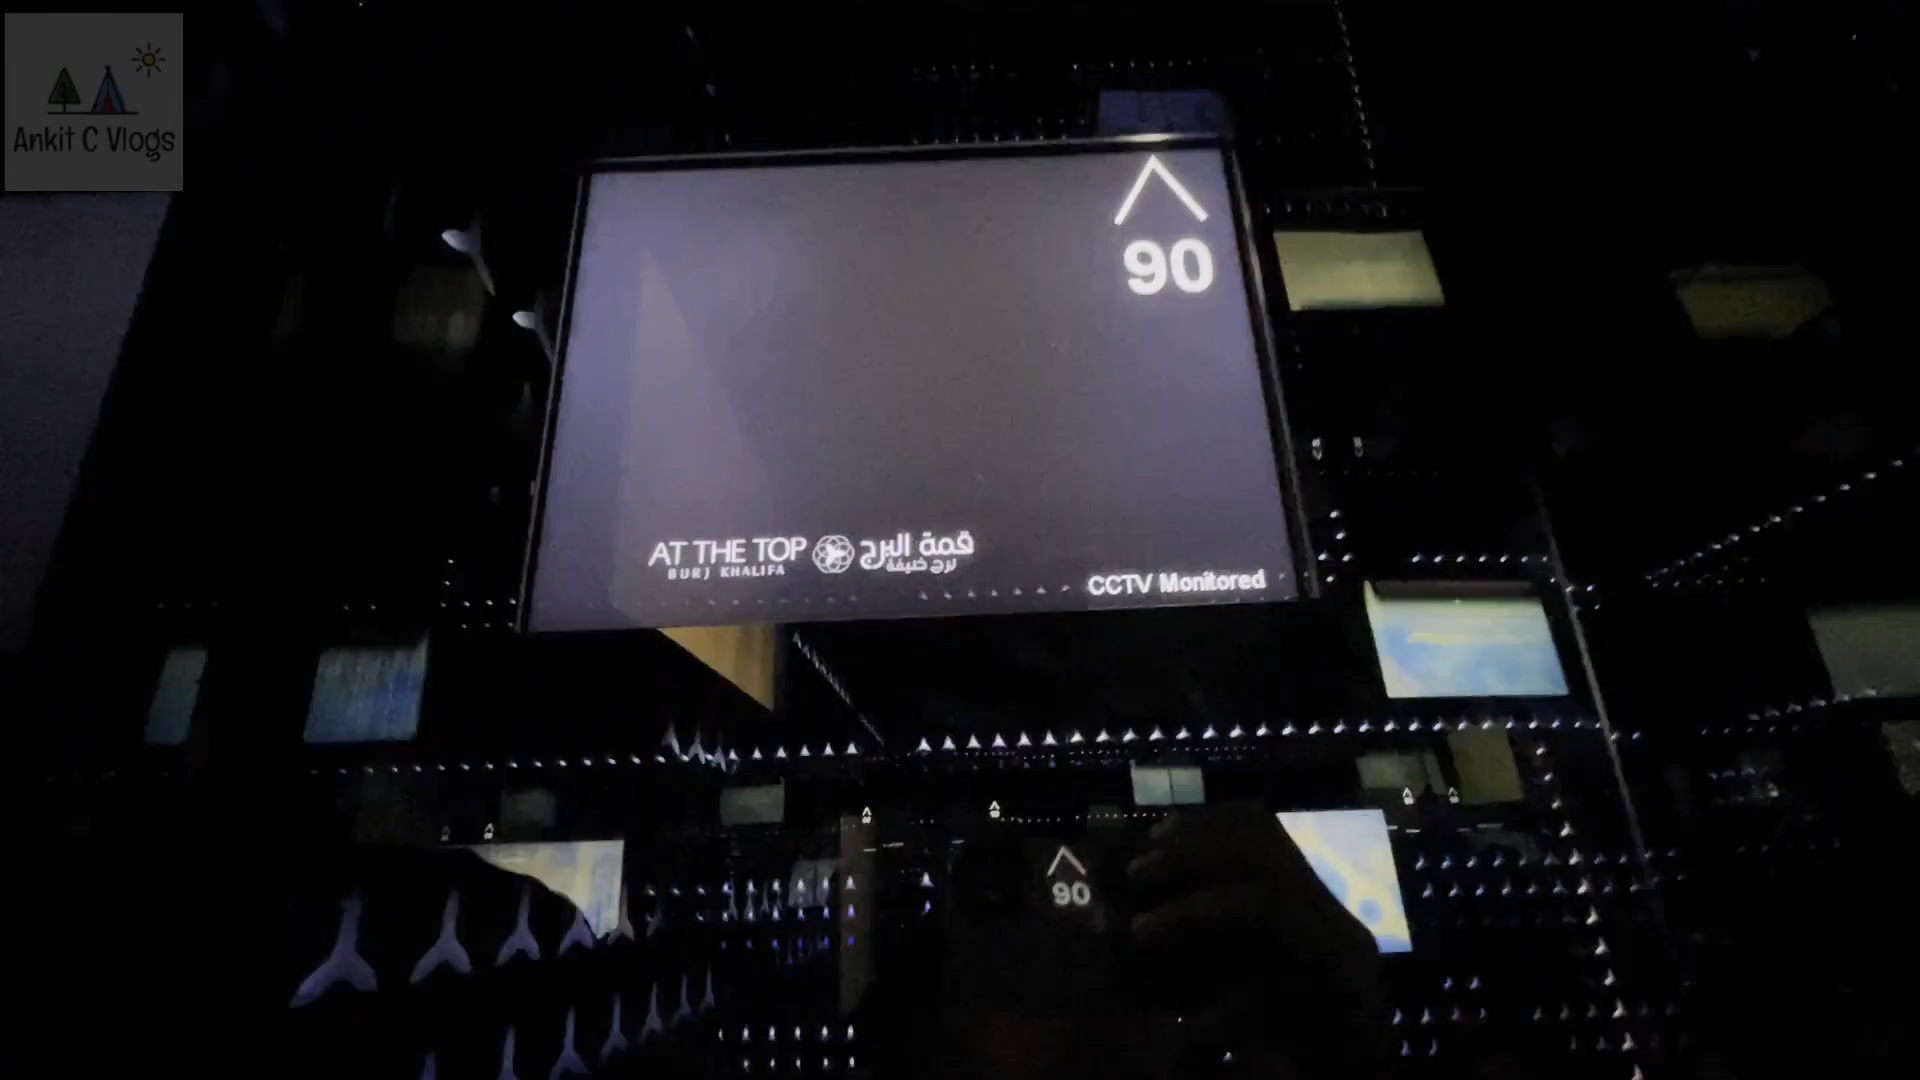 Ankit C Vlogs
90
AT THE TOP قمة البرج
BURJ KHALIFA برج خليفة
CCTV Monitored
90